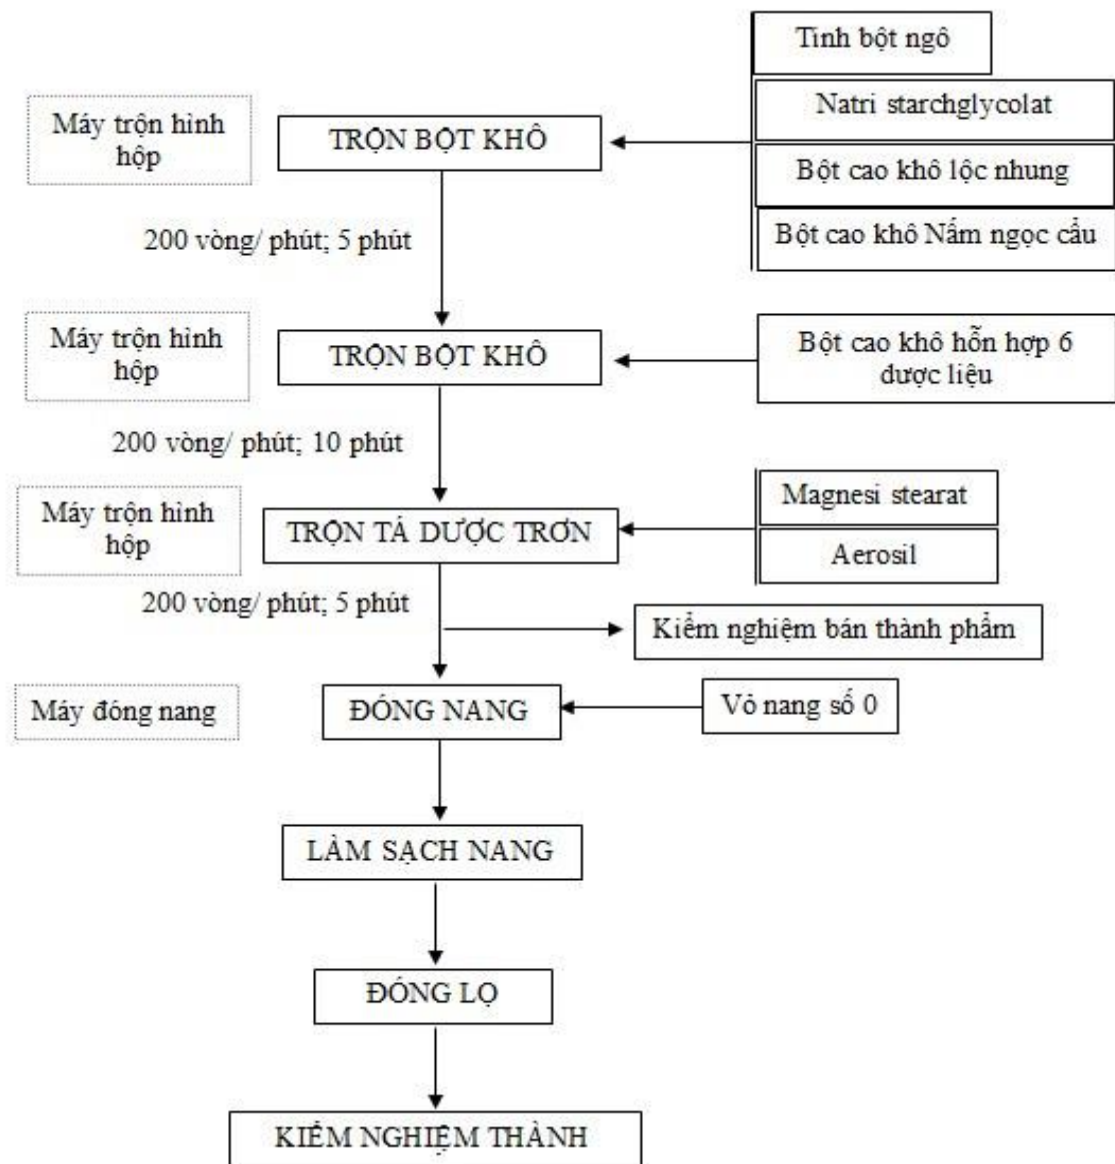 Tinh bột ngô
Natri starchglycolat
Máy trộn hình
hộp
TRỘN BỘT KHÔ
Bột cao khô lộc nhung
Bột cao khô Nấm ngọc cẩu
200 vòng/ phút; 5 phút
Máy trộn hình
hộp
TRỘN BỘT KHÔ
Bột cao khô hỗn hợp 6
dược liệu
200 vòng/ phút; 10 phút
Máy trộn hình
hộp
TRỘN TÁ DƯỢC TRƠN
Magnesi stearat
Aerosil
200 vòng/ phút; 5 phút
Kiểm nghiệm bán thành phẩm
Máy đóng nang
ĐÓNG NANG
Vỏ nang số 0
LÀM SẠCH NANG
ĐÓNG LỌ
KIỂM NGHIỆM THÀNH